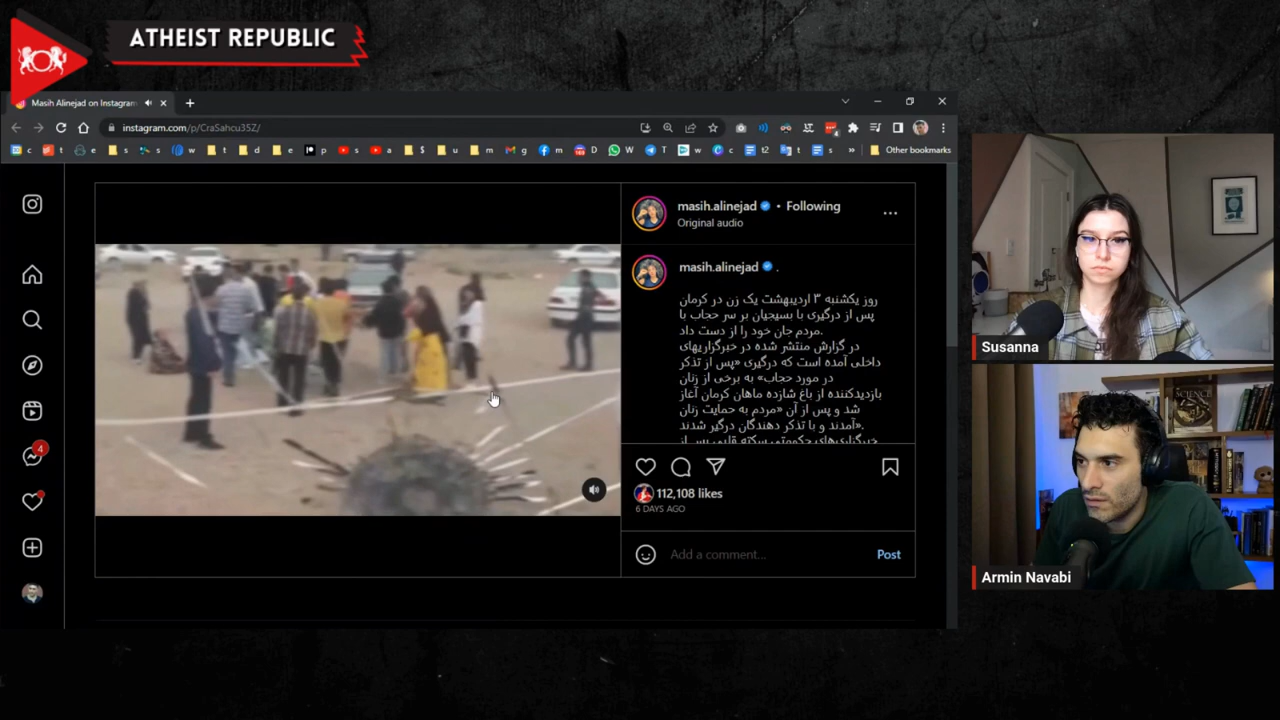 ATHEIST REPUBLIC
Masih Alinejad on Instagram
instagram.com/p/CraSahcu35Z/
c t e s s w t d e p s a $ u m g m D W T w c t2 t s » Other bookmarks
masih.alinejad • Following
Original audio
masih.alinejad .
روز یکشنبه ۳ اردیبهشت یک زن در کرمان
پس از درگیری با بسیجیان بر سر حجاب با
مردم جان خود را از دست داد.
در گزارش منتشر شده در خبرگزاریهای
داخلی آمده است که درگیری «پس از تذکر
در مورد حجاب» به برخی از زنان
بازدیدکننده از باغ شازده ماهان کرمان آغاز
شد و پس از آن «مردم به حمایت زنان
آمدند و با تذکر دهندگان درگیر شدند».
4
112,108 likes
6 DAYS AGO
Add a comment... Post
Susanna
Armin Navabi
SCIENCE